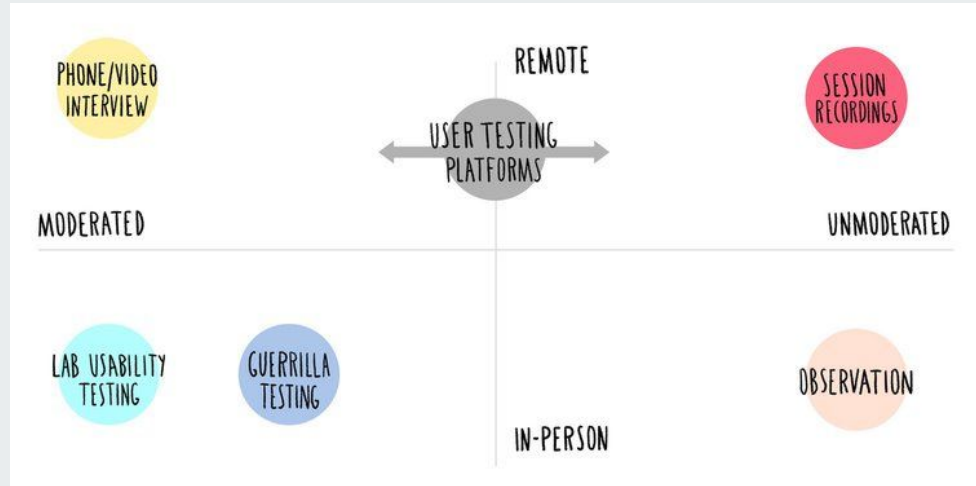 REMOTE
PHONE/VIDEO
INTERVIEW
SESSION
RECORDINGS
USER TESTING
PLATFORMS
MODERATED
UNMODERATED
LAB USABILITY
TESTING
GUERRILLA
TESTING
OBSERVATION
IN-PERSON